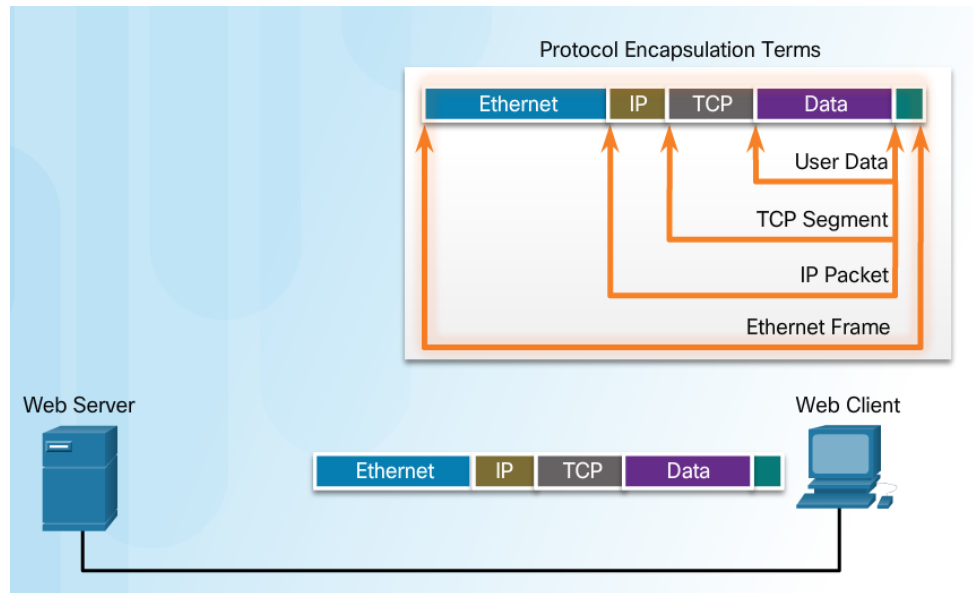 Protocol Encapsulation Terms
Ethernet IP TCP Data
User Data
TCP Segment
IP Packet
Ethernet Frame
Web Server
Web Client
Ethernet IP TCP Data